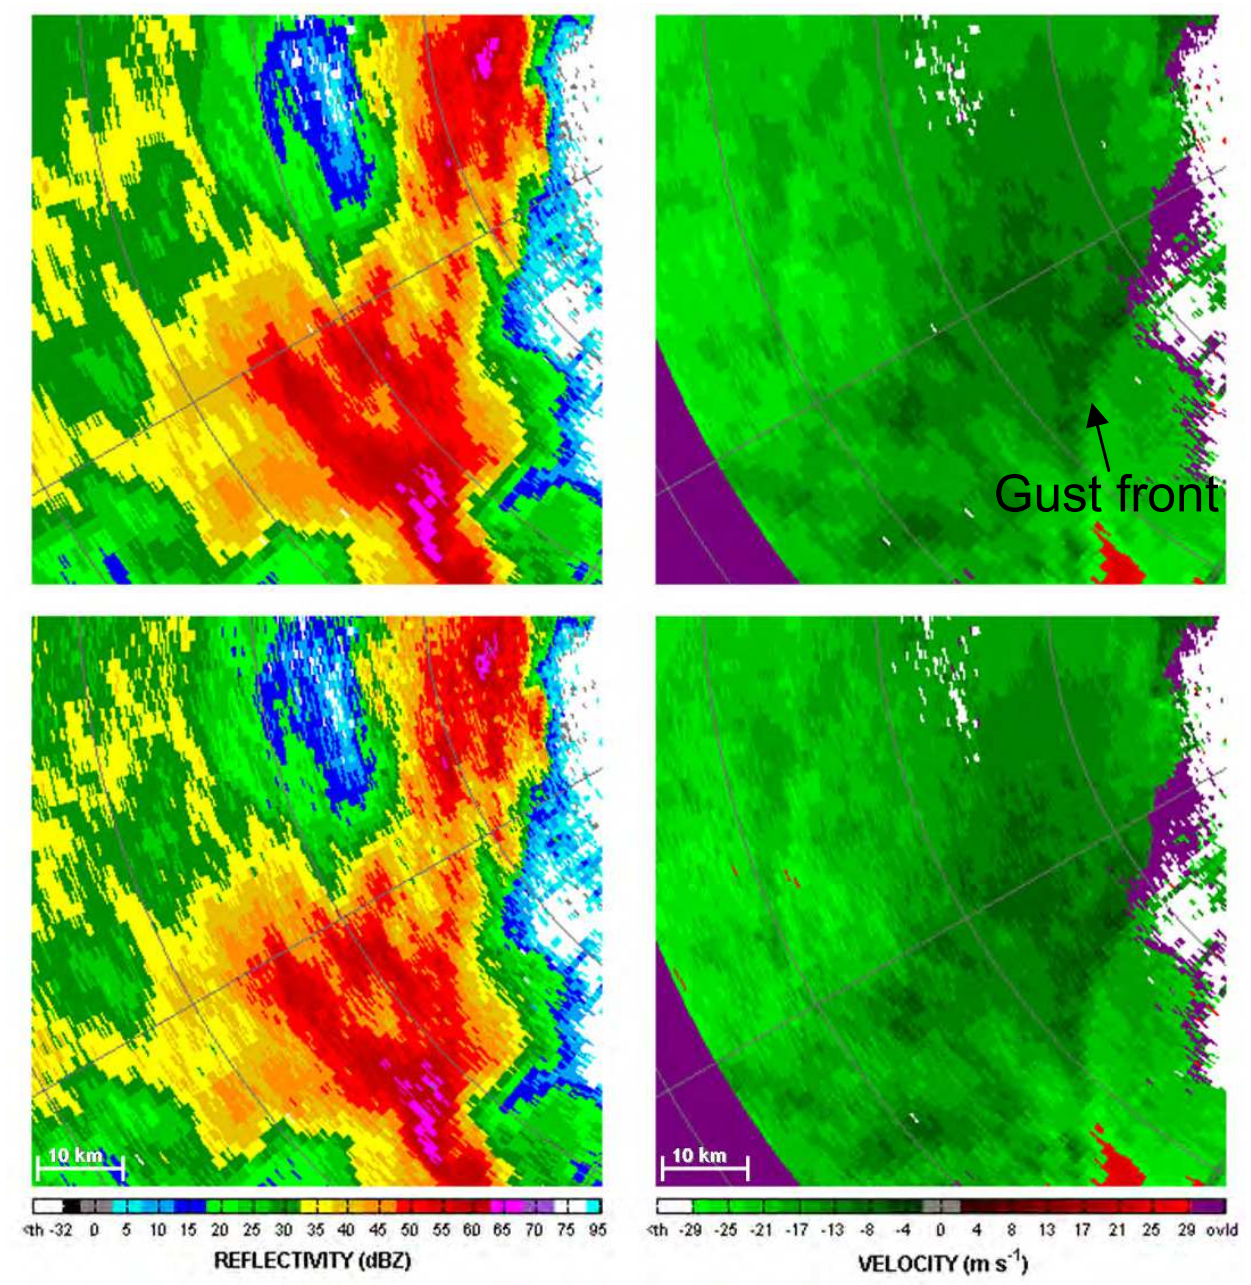 Gust front
10 km
10 km
<th -32 0 5 10 15 20 25 30 35 40 45 50 55 60 65 70 75 95
REFLECTIVITY (dBZ)
<th -29 -25 -21 -17 -13 -8 -4 0 4 8 13 17 21 25 29 ovld
VELOCITY (m s⁻¹)